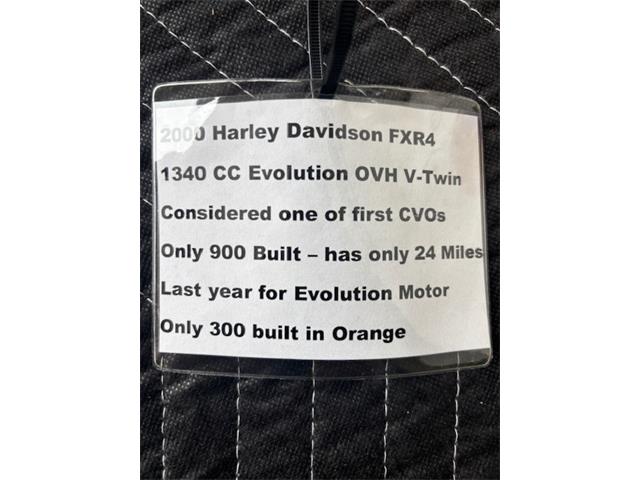 2000 Harley Davidson FXR4
1340 CC Evolution OVH V-Twin
Considered one of first CVOs
Only 900 Built – has only 24 Miles
Last year for Evolution Motor
Only 300 built in Orange